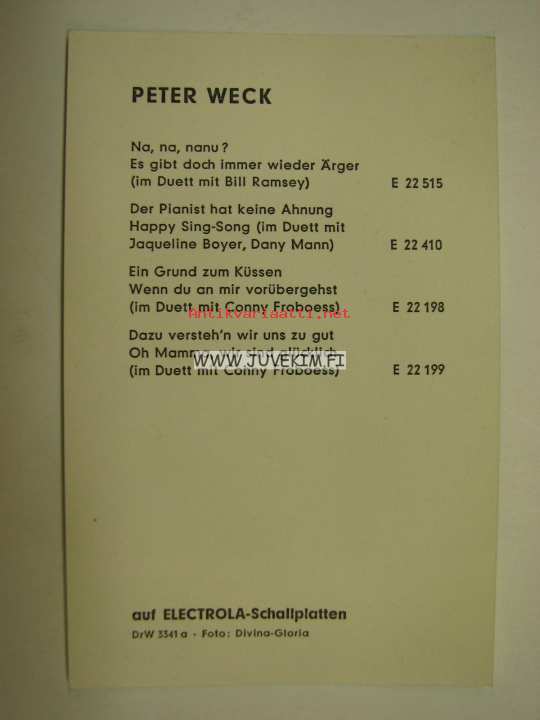 PETER WECK
Na, na, nanu?
Es gibt doch immer wieder Ärger
(im Duett mit Bill Ramsey) E 22 515
Der Pianist hat keine Ahnung
Happy Sing-Song (im Duett mit
Jaqueline Boyer, Dany Mann) E 22 410
Ein Grund zum Küssen
Wenn du an mir vorübergehst
(im Duett mit Conny Froboess) E 22 198
Antikvariaatti.net
Dazu versteh'n wir uns zu gut
Oh Mamma wir sind glücklich
WWW.JUVEKIM.FI
(im Duett mit Conny Froboess) E 22 199
auf ELECTROLA-Schallplatten
DrW 3341 a · Foto: Divina-Gloria